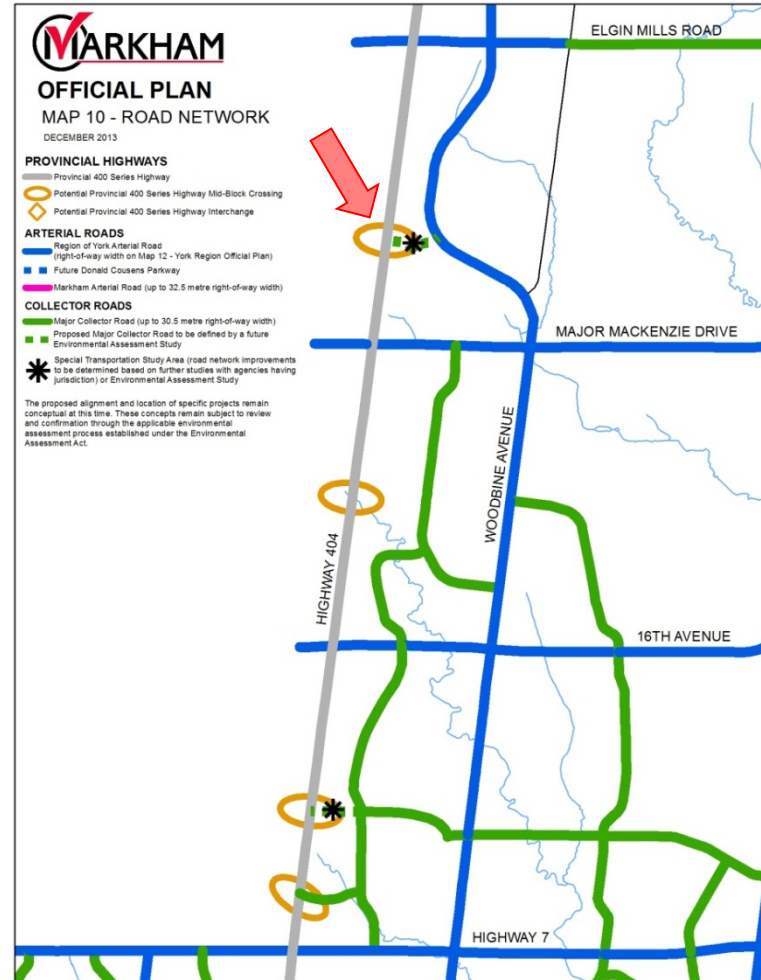 MARKHAM
OFFICIAL PLAN
MAP 10 - ROAD NETWORK
DECEMBER 2013
PROVINCIAL HIGHWAYS
Provincial 400 Series Highway
Potential Provincial 400 Series Highway Mid-Block Crossing
Potential Provincial 400 Series Highway Interchange
ARTERIAL ROADS
Region of York Arterial Road
(right-of-way width on Map 12 - York Region Official Plan)
Future Donald Cousens Parkway
Markham Arterial Road (up to 32.5 metre right-of-way width)
COLLECTOR ROADS
Major Collector Road (up to 30.5 metre right-of-way width)
Proposed Major Collector Road to be defined by a future
Environmental Assessment Study
Special Transportation Study Area (road network improvements
to be determined based on further studies with agencies having
jurisdiction) or Environmental Assessment Study
The proposed alignment and location of specific projects remain
conceptual at this time. These concepts remain subject to review
and confirmation through the applicable environmental
assessment process established under the Environmental
Assessment Act.
ELGIN MILLS ROAD
MAJOR MACKENZIE DRIVE
WOODBINE AVENUE
HIGHWAY 404
16TH AVENUE
HIGHWAY 7